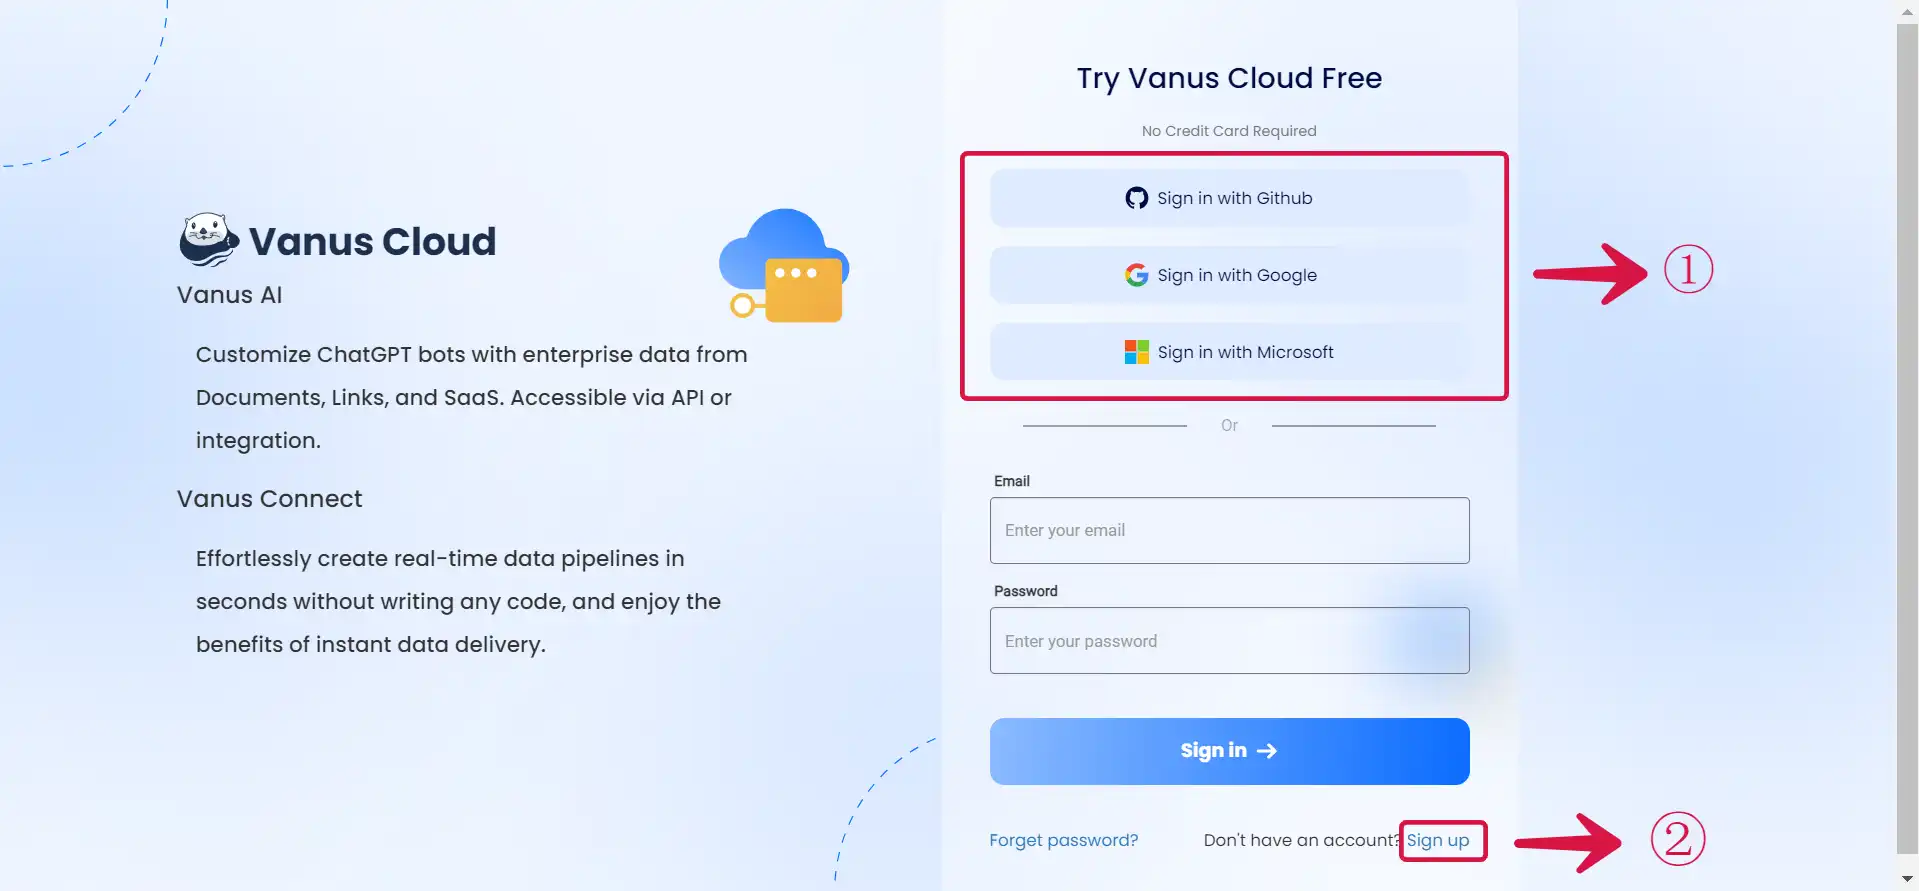 Vanus Cloud
Vanus AI
Customize ChatGPT bots with enterprise data from
Documents, Links, and SaaS. Accessible via API or
integration.
Vanus Connect
Effortlessly create real-time data pipelines in
seconds without writing any code, and enjoy the
benefits of instant data delivery.
Try Vanus Cloud Free
No Credit Card Required
Sign in with Github
Sign in with Google
Sign in with Microsoft
①
Or
Email
Enter your email
Password
Enter your password
Sign in →
Forget password?
Don't have an account? Sign up
②